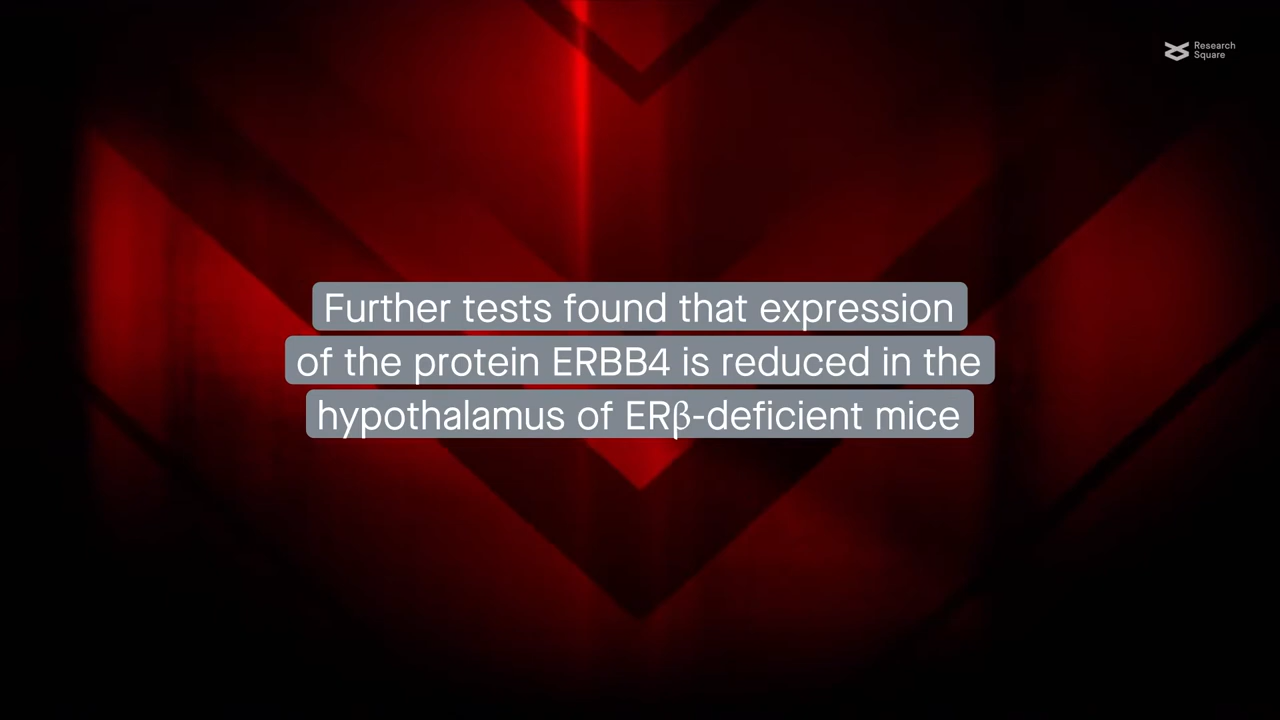 Research
Square
Further tests found that expression
of the protein ERBB4 is reduced in the
hypothalamus of ERβ-deficient mice